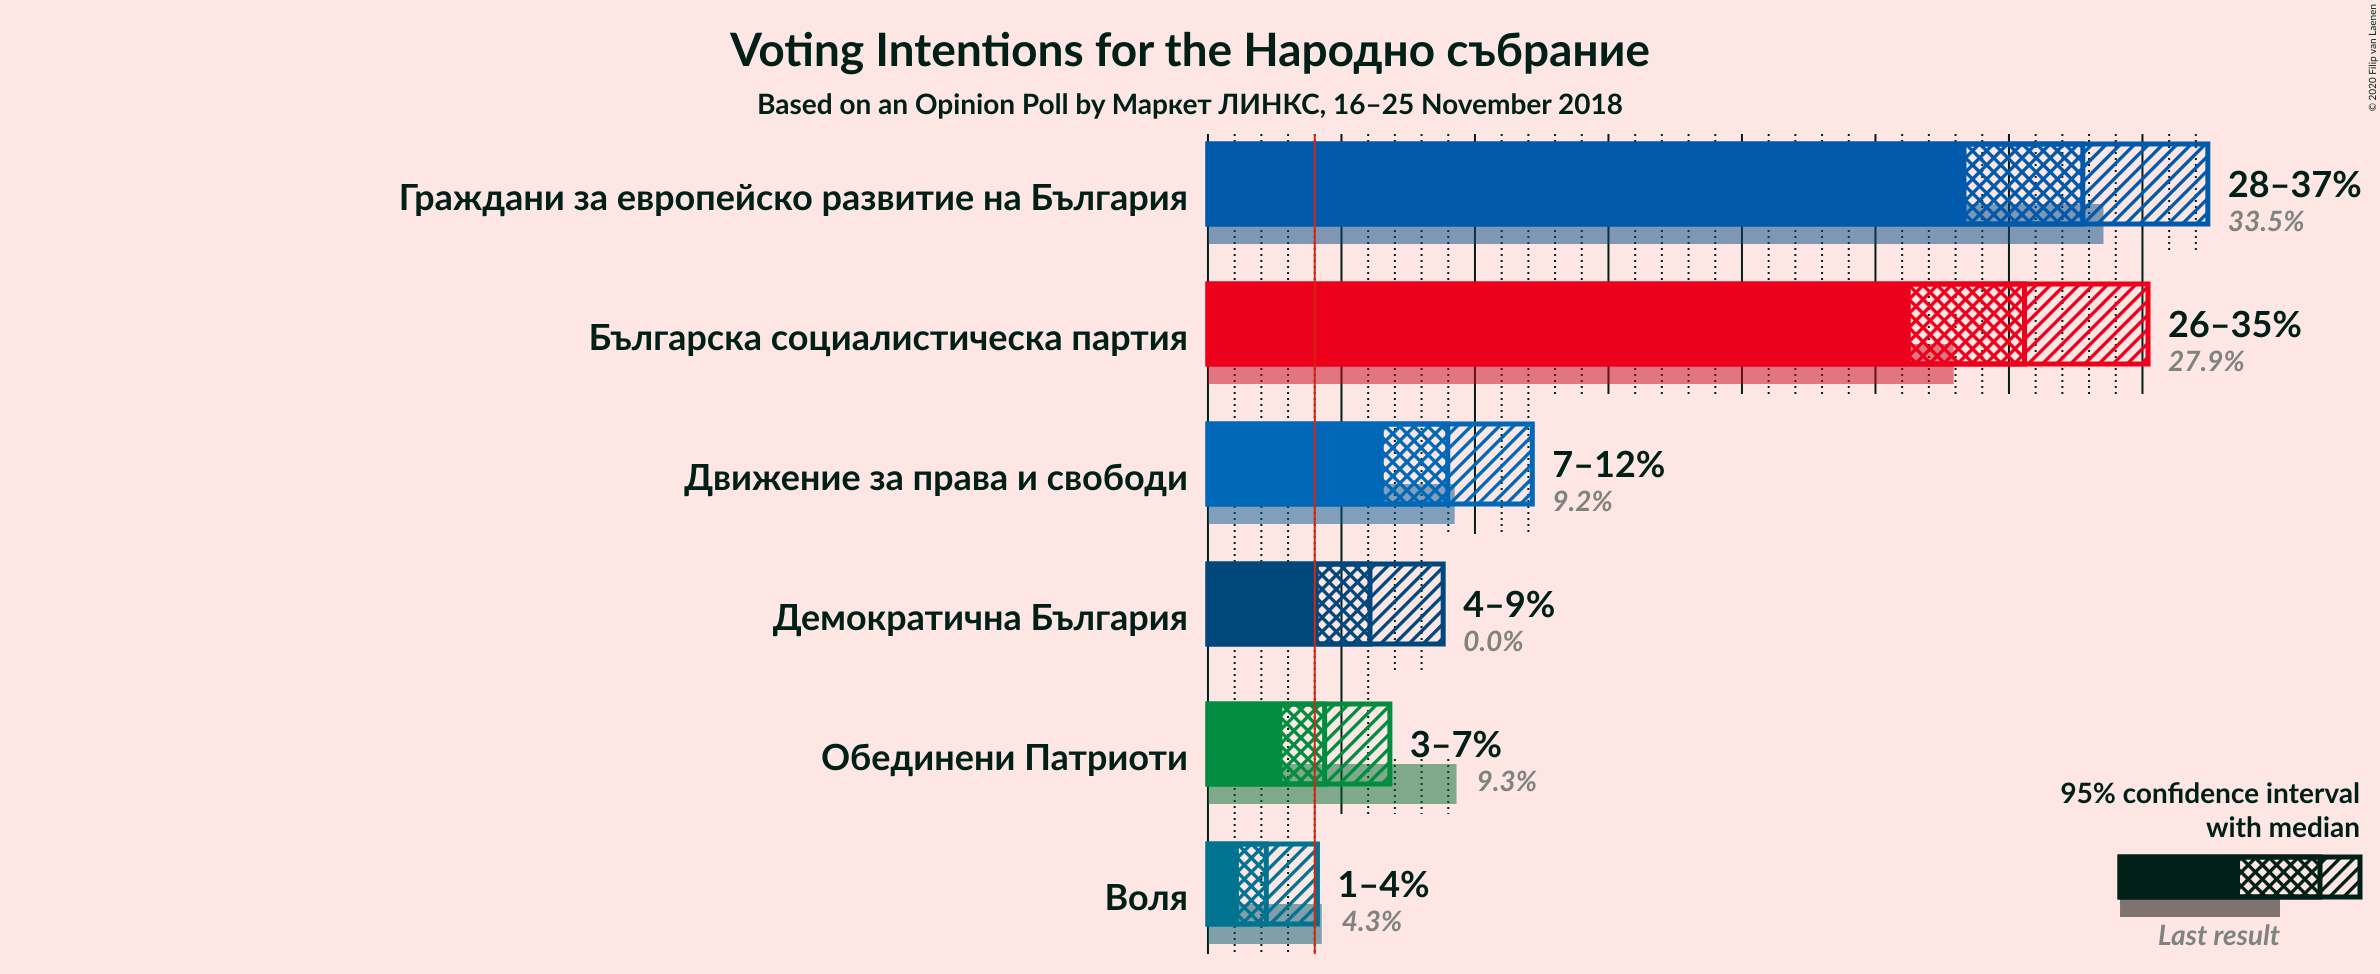 Voting Intentions for the Народно събрание
Based on an Opinion Poll by Маркет ЛИНКС, 16–25 November 2018
© 2020 Filip van Laenen
Граждани за европейско развитие на България
28–37%
33.5%
Българска социалистическа партия
26–35%
27.9%
Движение за права и свободи
7–12%
9.2%
Демократична България
4–9%
0.0%
Обединени Патриоти
3–7%
9.3%
Воля
1–4%
4.3%
95% confidence interval
with median
Last result